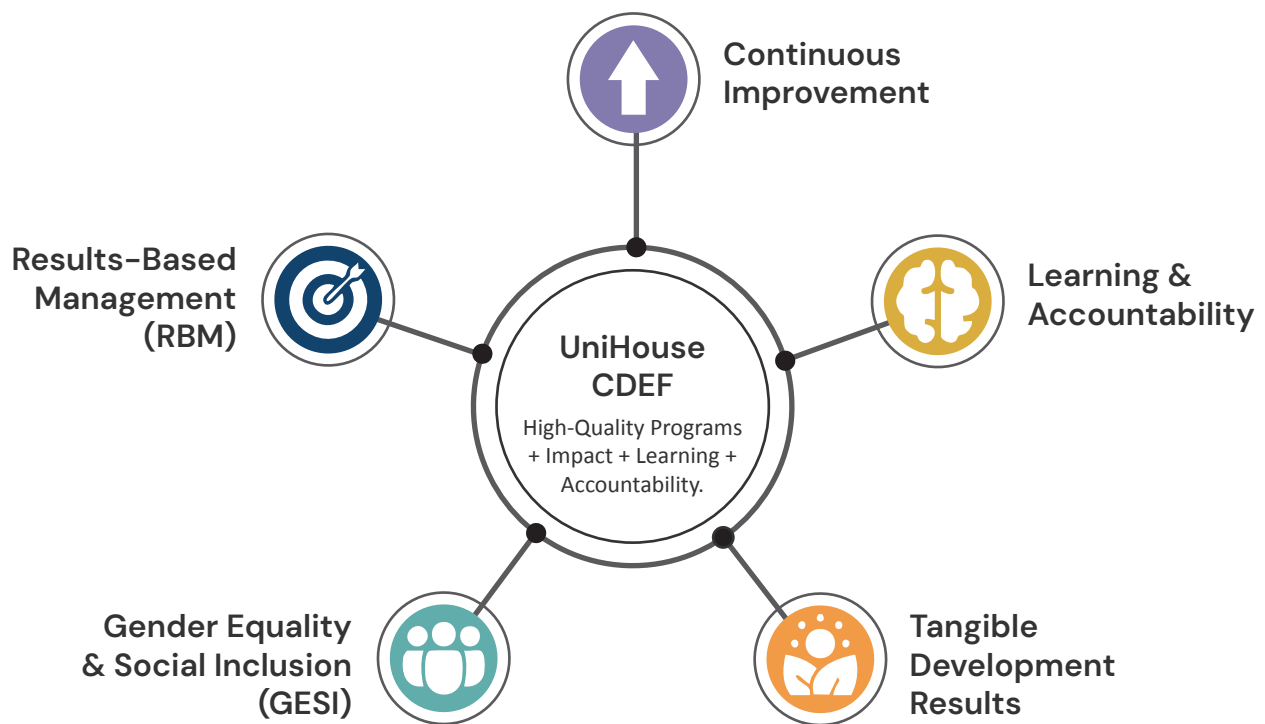 Continuous
Improvement
Results-Based
Management
(RBM)
Learning &
Accountability
UniHouse
CDEF
High-Quality Programs
+ Impact + Learning +
Accountability.
Gender Equality
& Social Inclusion
(GESI)
Tangible
Development
Results